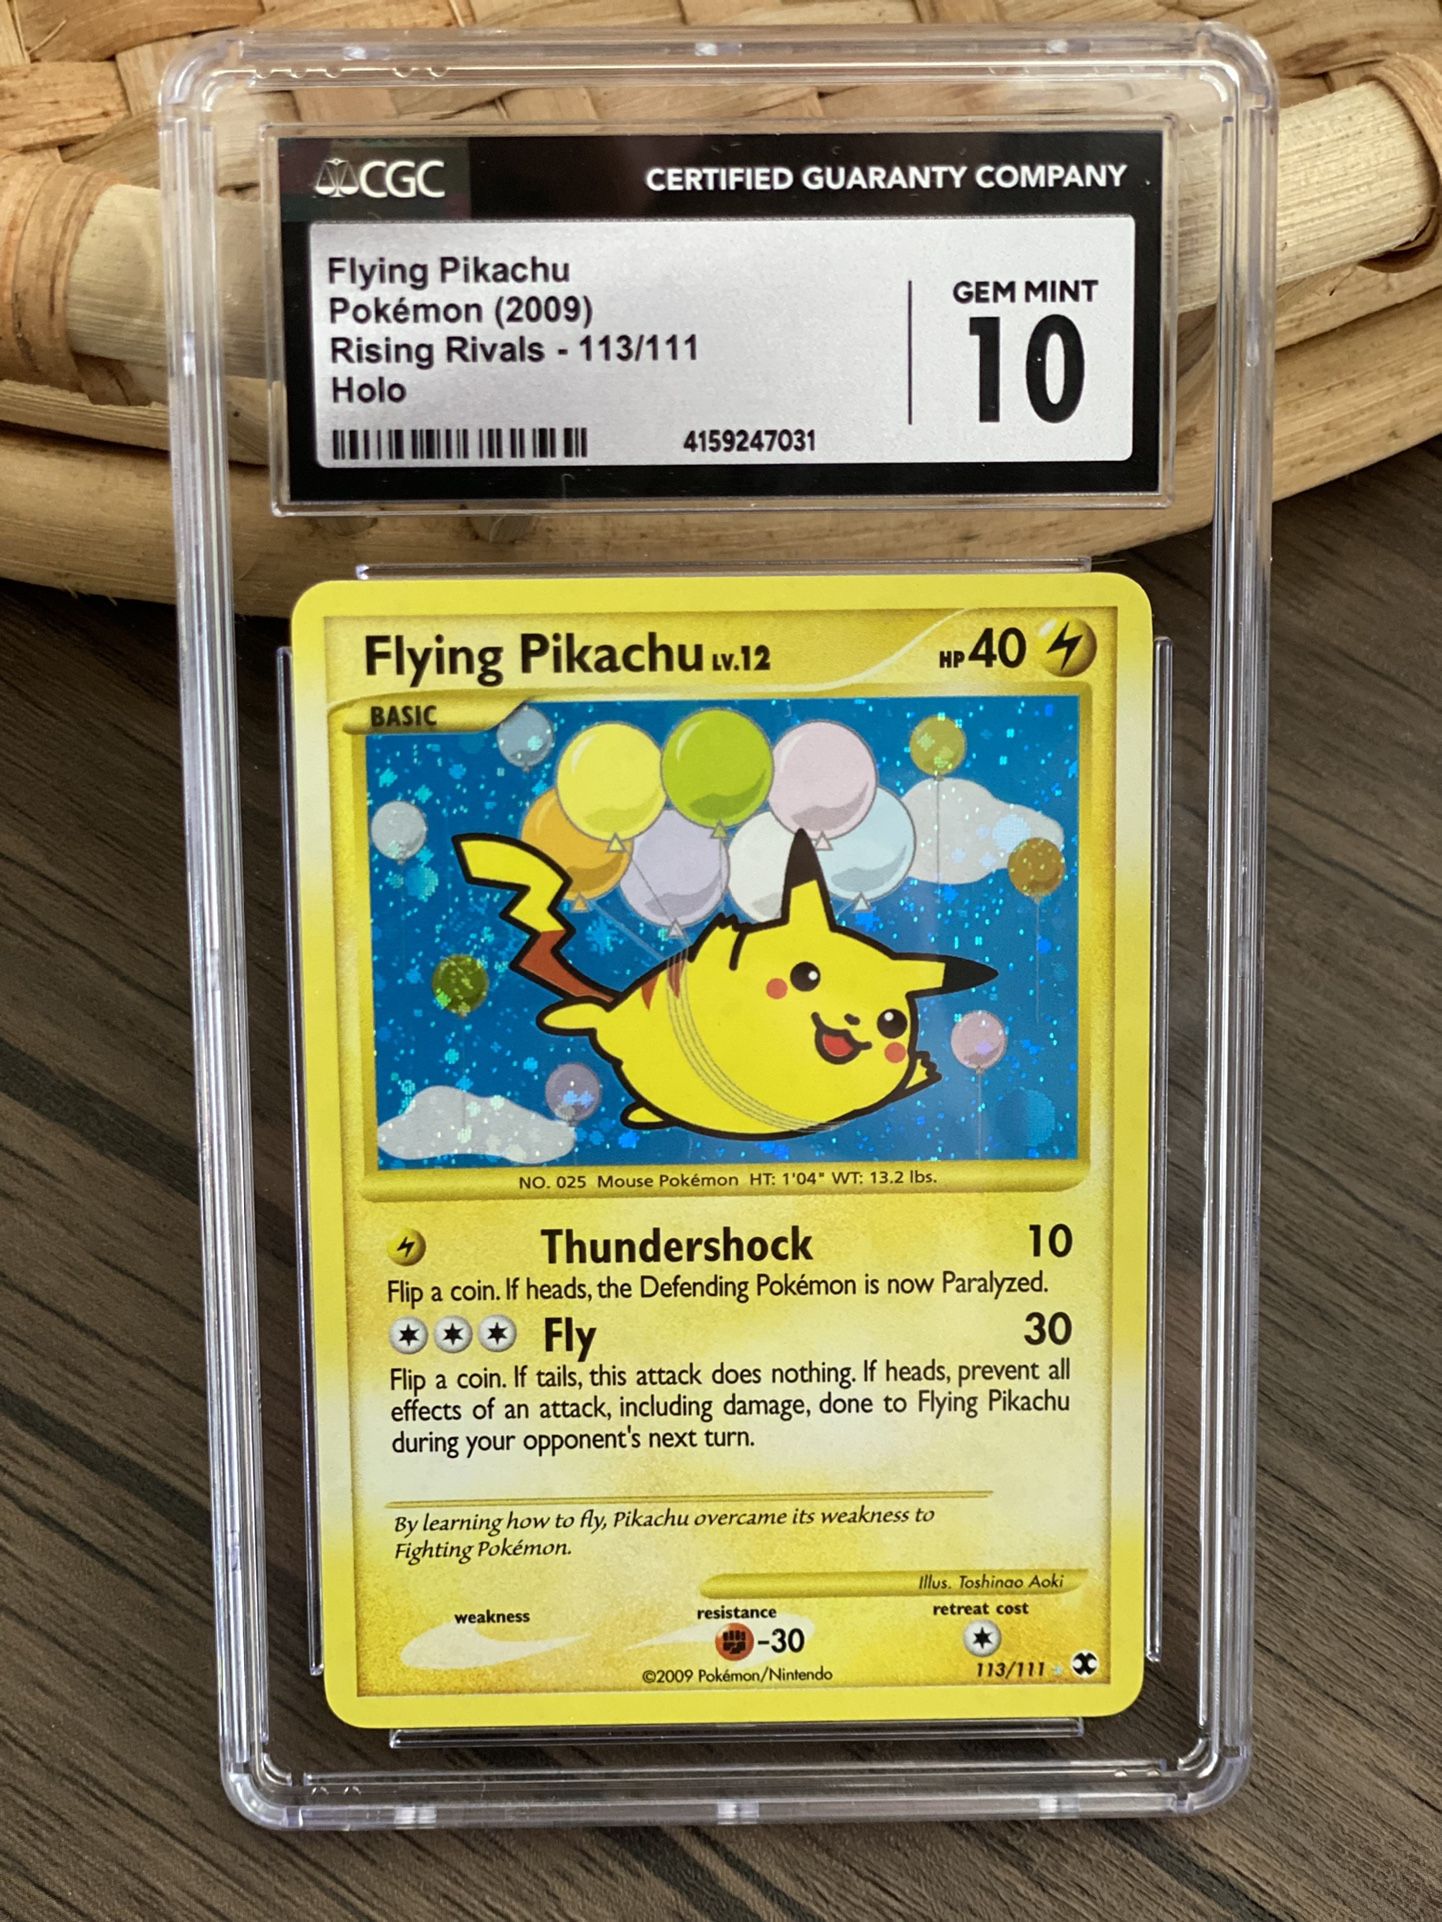 CGC
CERTIFIED GUARANTY COMPANY
Flying Pikachu
Pokémon (2009)
Rising Rivals - 113/111
Holo
4159247031
GEM MINT
10
Flying Pikachu LV.12
HP 40
BASIC
NO. 025 Mouse Pokémon HT: 1'04" WT: 13.2 lbs.
Thundershock 10
Flip a coin. If heads, the Defending Pokémon is now Paralyzed.
Fly 30
Flip a coin. If tails, this attack does nothing. If heads, prevent all
effects of an attack, including damage, done to Flying Pikachu
during your opponent's next turn.
By learning how to fly, Pikachu overcame its weakness to
Fighting Pokémon.
Illus. Toshinao Aoki
weakness
resistance
retreat cost
-30
113/111
©2009 Pokémon/Nintendo